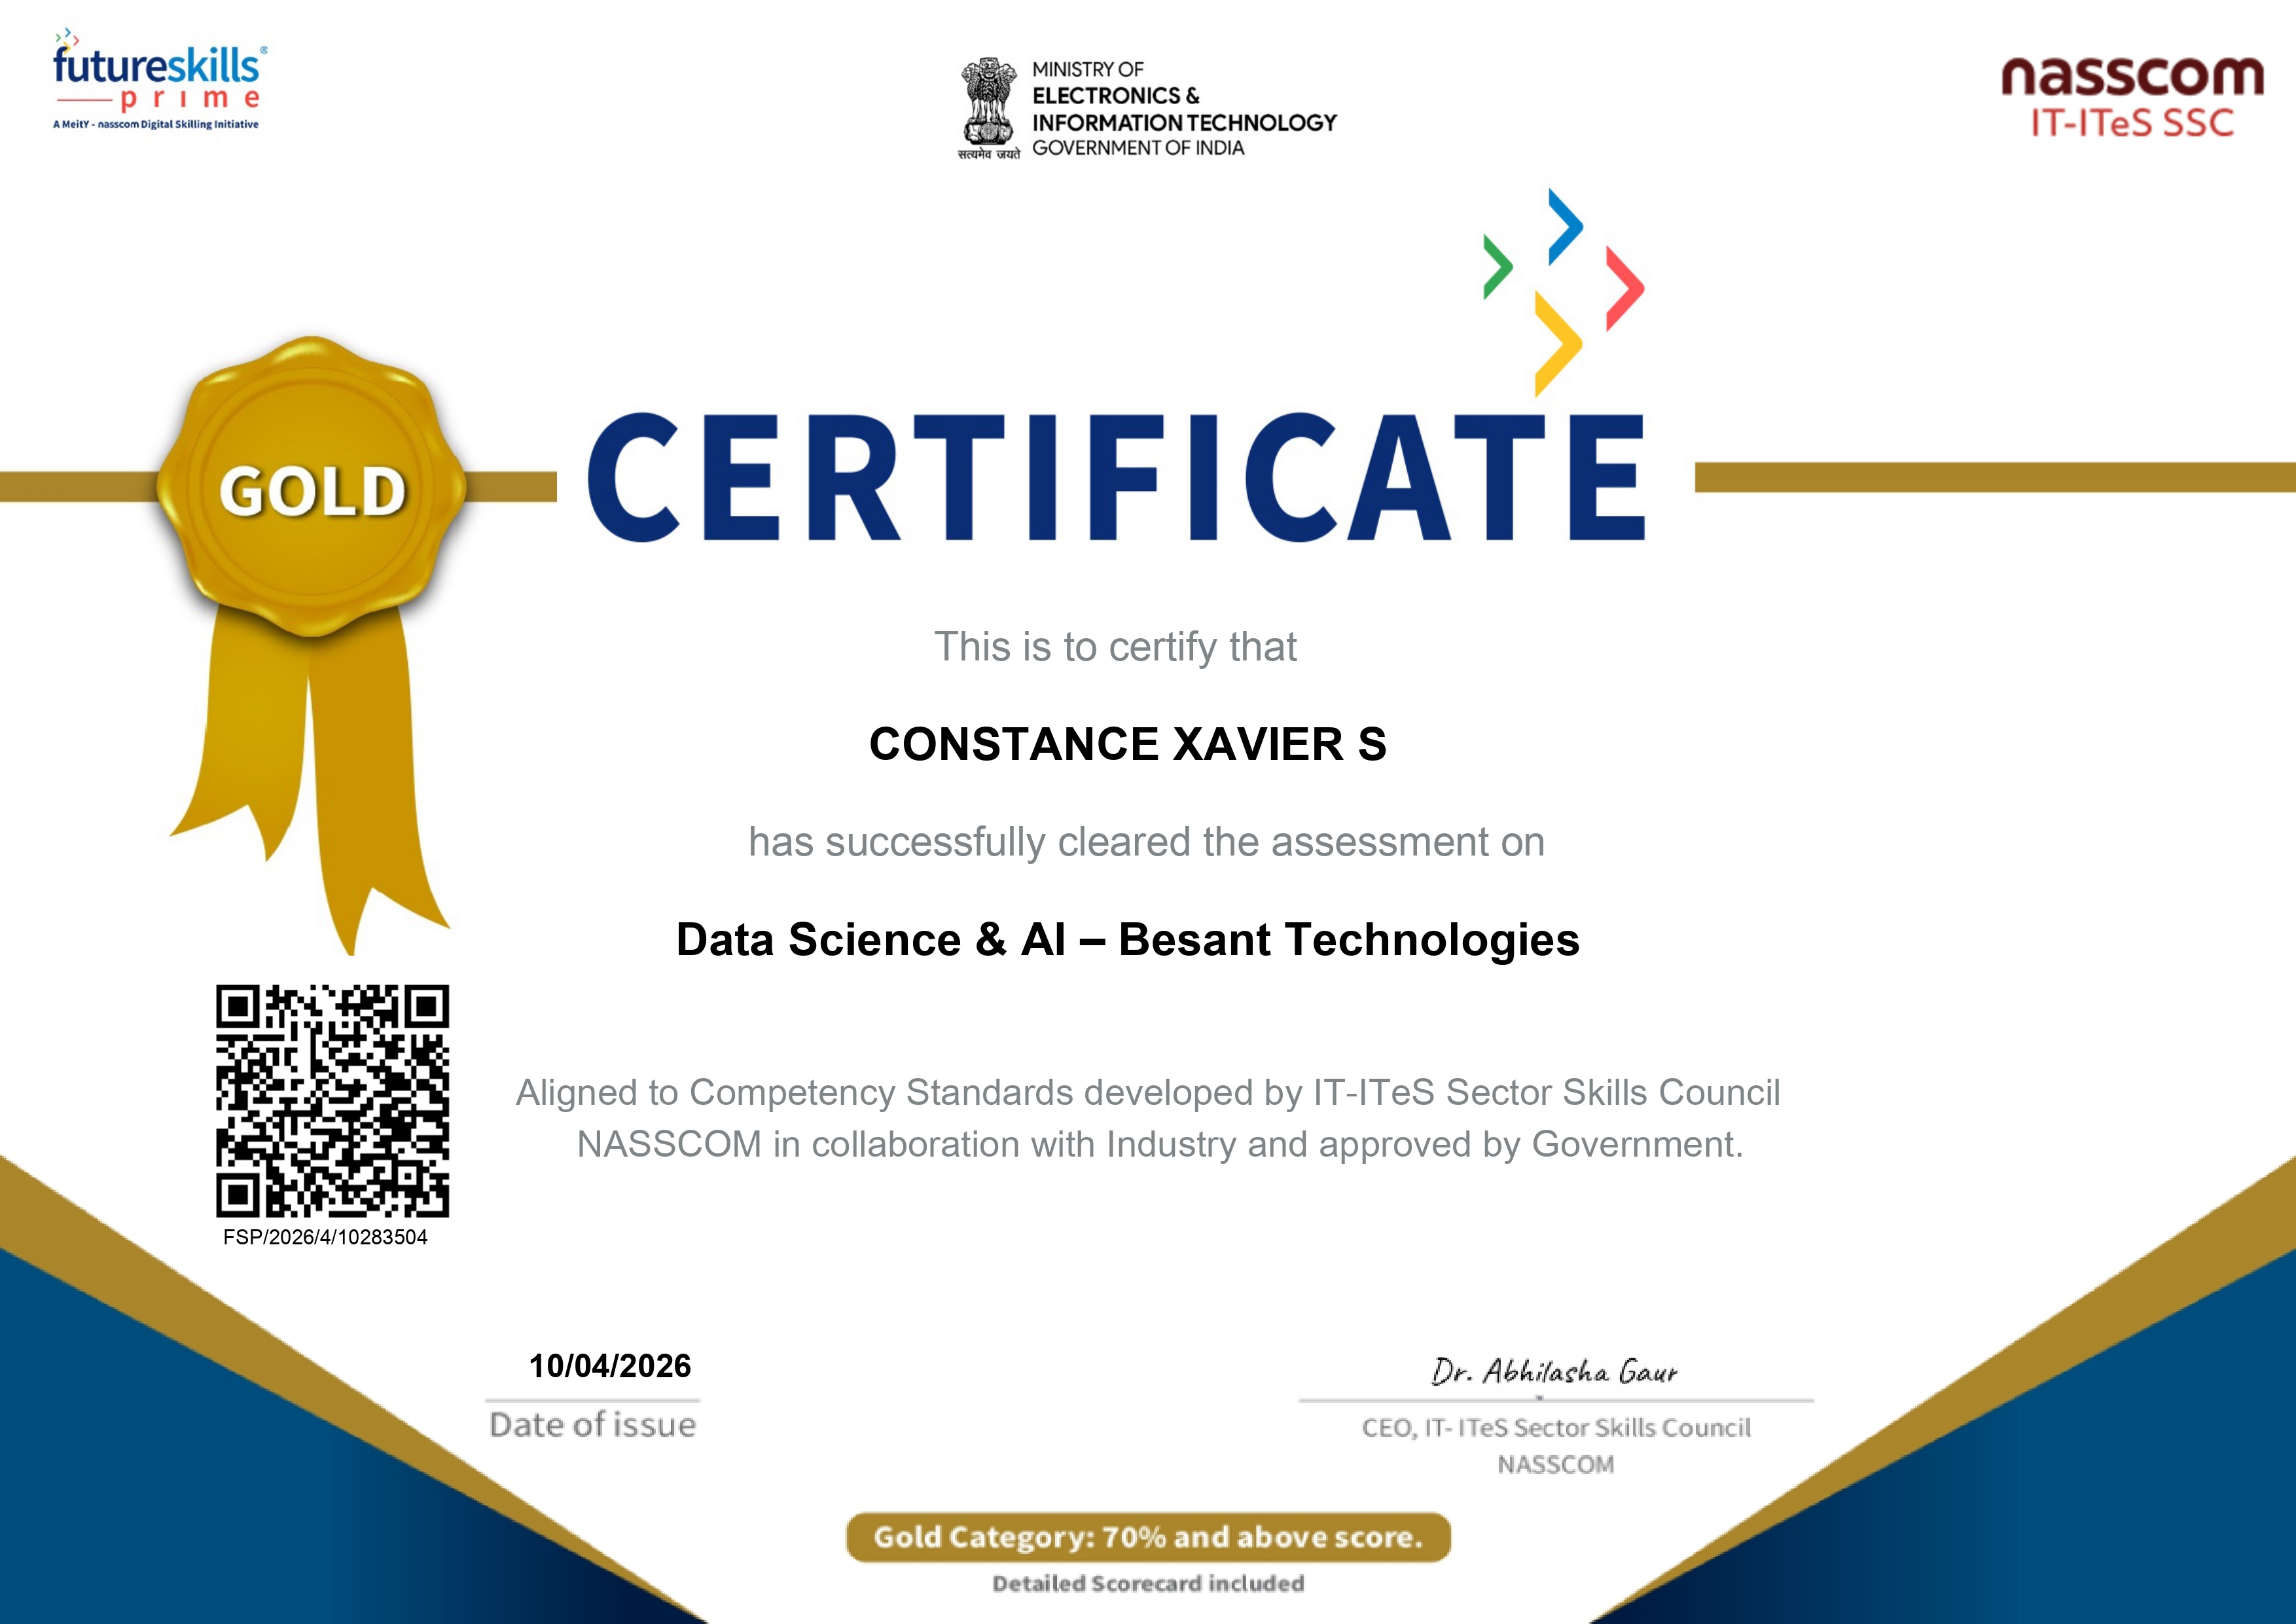 futureskills®
prime
A MeitY - nasscom Digital Skilling Initiative
सत्यमेव जयते
MINISTRY OF
ELECTRONICS &
INFORMATION TECHNOLOGY
GOVERNMENT OF INDIA
nasscom
IT-ITeS SSC
GOLD
CERTIFICATE
This is to certify that
CONSTANCE XAVIER S
has successfully cleared the assessment on
Data Science & AI – Besant Technologies
Aligned to Competency Standards developed by IT-ITeS Sector Skills Council
NASSCOM in collaboration with Industry and approved by Government.
FSP/2026/4/10283504
10/04/2026
Date of issue
Dr. Abhilasha Gaur
CEO, IT- ITeS Sector Skills Council
NASSCOM
Gold Category: 70% and above score.
Detailed Scorecard included